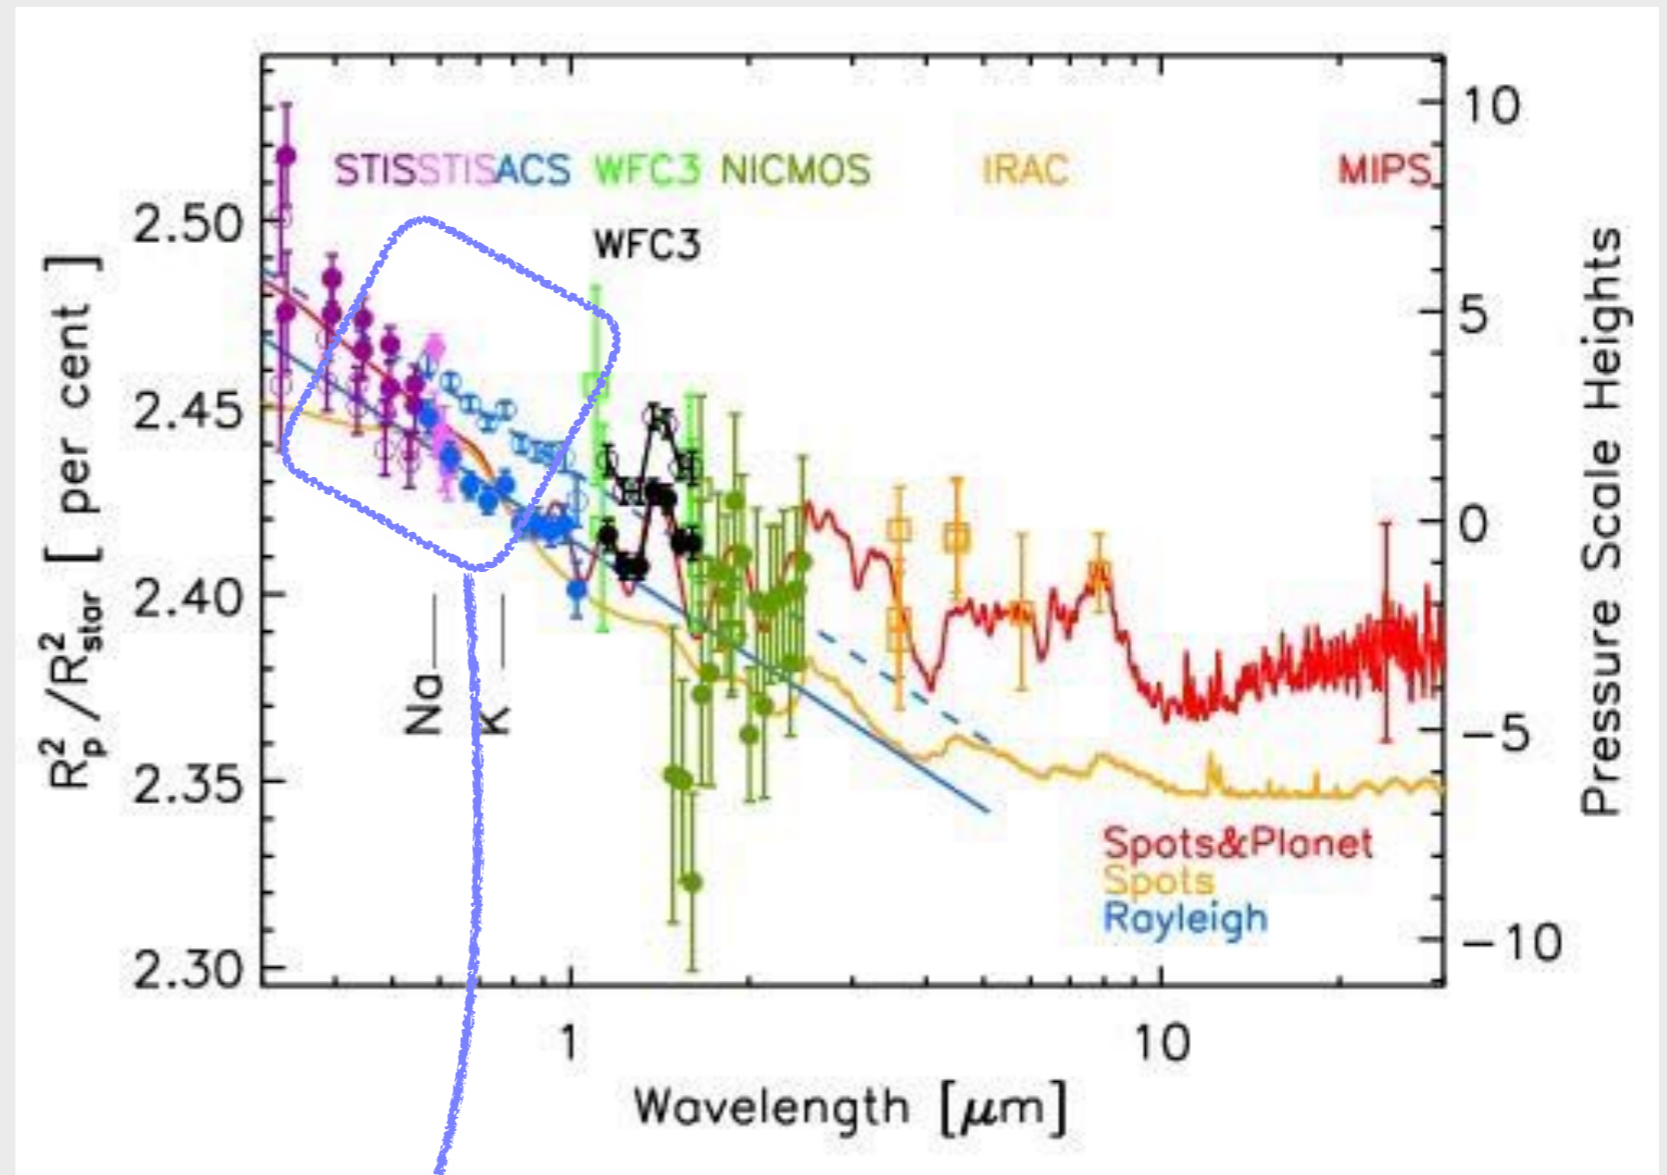 10
STIS STIS ACS WFC3 NICMOS IRAC MIPS
WFC3
2.50
5
2.45
0
2.40
Na
K
−5
2.35
Spots&Planet
Spots
Rayleigh
−10
2.30
1
10
Wavelength [μm]
R²p/R²star [ per cent ]
Pressure Scale Heights